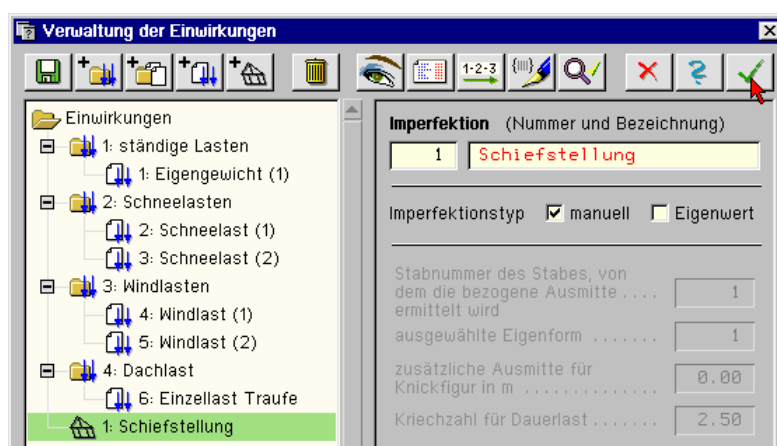 Verwaltung der Einwirkungen
1-2-3
Einwirkungen
1: ständige Lasten
1: Eigengewicht (1)
2: Schneelasten
2: Schneelast (1)
3: Schneelast (2)
3: Windlasten
4: Windlast (1)
5: Windlast (2)
4: Dachlast
6: Einzellast Traufe
1: Schiefstellung
Imperfektion (Nummer und Bezeichnung)
1 Schiefstellung
Imperfektionstyp manuell Eigenwert
Stabnummer des Stabes, von
dem die bezogene Ausmitte .... 1
ermittelt wird
ausgewählte Eigenform ....... 1
zusätzliche Ausmitte für
Knickfigur in m .............. 0.00
Kriechzahl für Dauerlast ....... 2.50